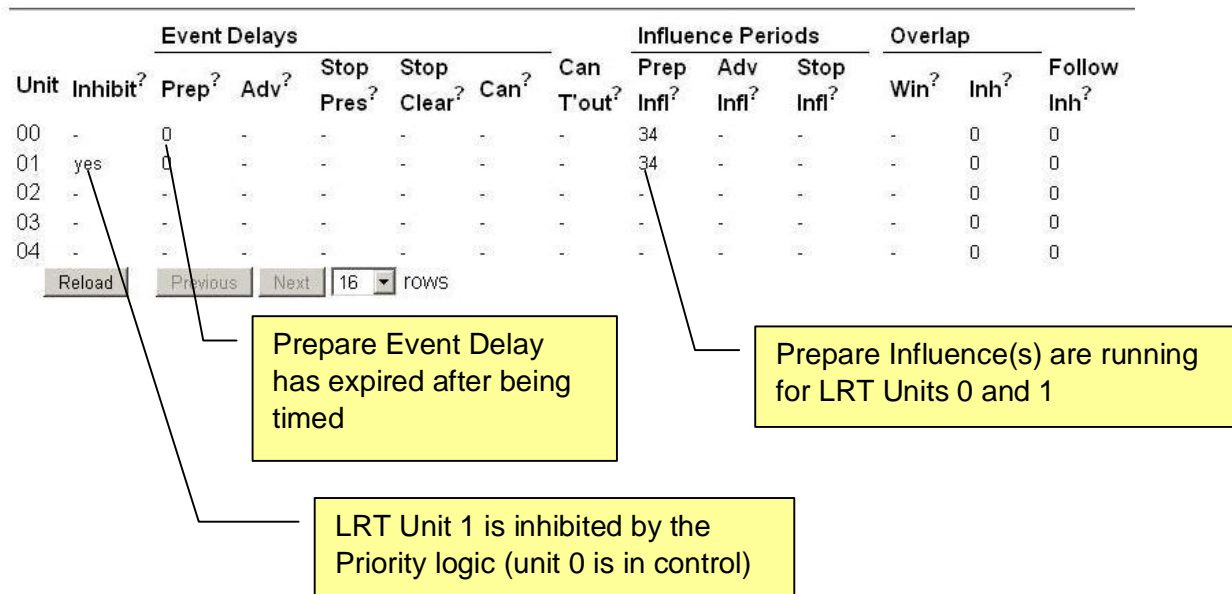 Event Delays Influence Periods Overlap
Unit Inhibit? Prep? Adv? Stop Pres? Stop Clear? Can? Can T'out? Prep Infl? Adv Infl? Stop Infl? Win? Inh? Follow Inh?
00 - 0 - - - - - 34 - - - 0 0
01 yes 0 - - - - - 34 - - - 0 0
02 - - - - - - - - - - - 0 0
03 - - - - - - - - - - - 0 0
04 - - - - - - - - - - - 0 0
Reload Previous Next 16 rows
Prepare Event Delay
has expired after being
timed
Prepare Influence(s) are running
for LRT Units 0 and 1
LRT Unit 1 is inhibited by the
Priority logic (unit 0 is in control)